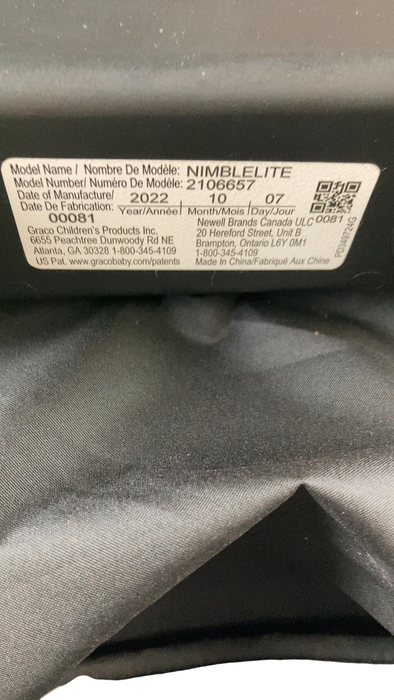 Model Name / Nombre De Modèle: NIMBLELITE
Model Number/ Numéro De Modèle: 2106657
Date of Manufacture/ 2022 10 07
Date De Fabrication: Year/Année Month/Mois Day/Jour
00081
Graco Children's Products Inc.
6655 Peachtree Dunwoody Rd NE
Atlanta, GA 30328 1-800-345-4109
US Pat. www.gracobaby.com/patents
Newell Brands Canada ULC
20 Hereford Street, Unit B
Brampton, Ontario L6Y 0M1
1-800-345-4109
Made In China/Fabriqué Aux Chine
0081
PD349724G